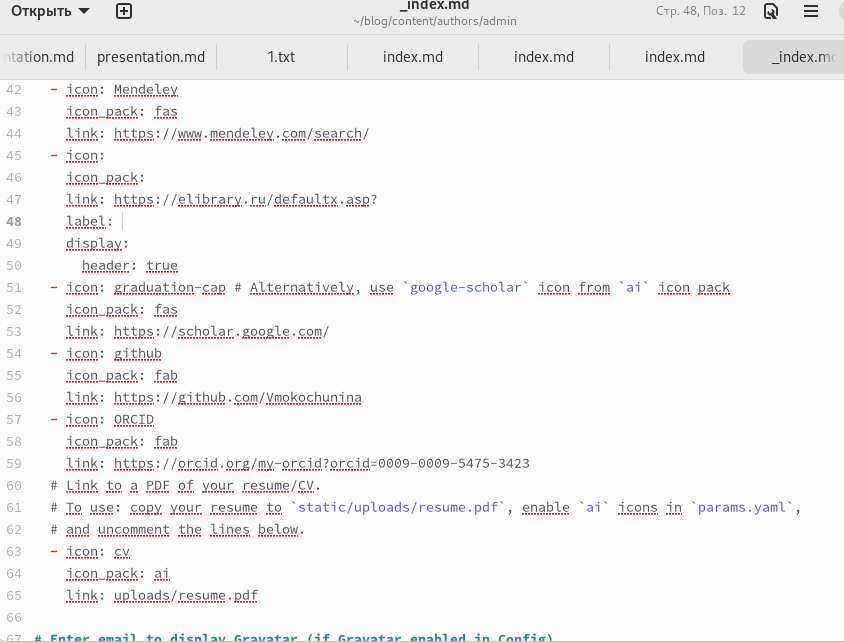 Открыть
_index.md
~/blog/content/authors/admin
Стр. 48, Поз. 12
ntation.md presentation.md 1.txt index.md index.md index.md _index.md
42 - icon: Mendeley
43 icon_pack: fas
44 link: https://www.mendeley.com/search/
45 - icon:
46 icon_pack:
47 link: https://elibrary.ru/defaultx.asp?
48 label:
49 display:
50 header: true
51 - icon: graduation-cap # Alternatively, use `google-scholar` icon from `ai` icon pack
52 icon_pack: fas
53 link: https://scholar.google.com/
54 - icon: github
55 icon_pack: fab
56 link: https://github.com/Vmokochunina
57 - icon: ORCID
58 icon_pack: fab
59 link: https://orcid.org/my-orcid?orcid=0009-0009-5475-3423
60 # Link to a PDF of your resume/CV.
61 # To use: copy your resume to `static/uploads/resume.pdf`, enable `ai` icons in `params.yaml`,
62 # and uncomment the lines below.
63 - icon: cv
64 icon_pack: ai
65 link: uploads/resume.pdf
66
67 # Enter email to display Gravatar (if Gravatar enabled in Config)